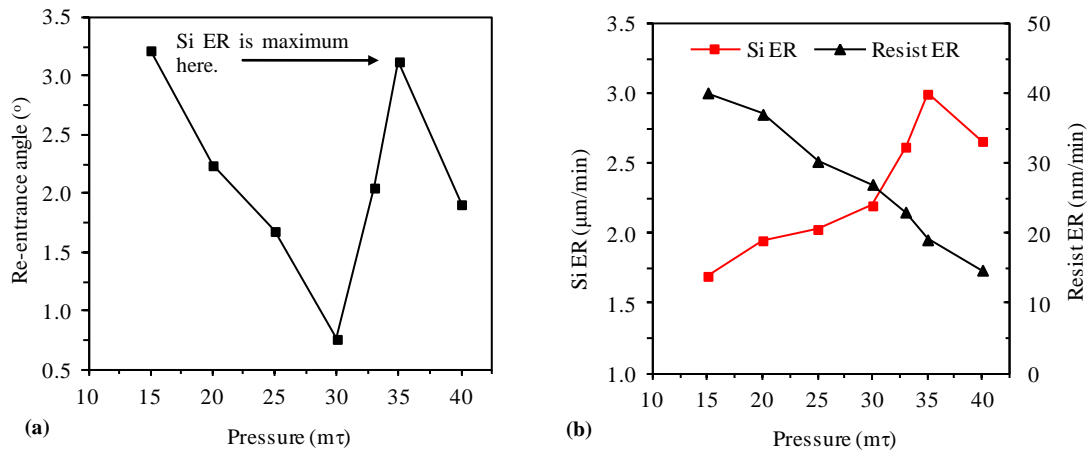 3.5
3.0
2.5
2.0
1.5
1.0
0.5
Re-entrance angle (°)
Si ER is maximum
here.
10 15 20 25 30 35 40
Pressure (mτ)
(a)
3.5
3.0
2.5
2.0
1.5
1.0
Si ER (μm/min)
Si ER Resist ER
50
40
30
20
10
0
Resist ER (nm/min)
10 15 20 25 30 35 40
Pressure (mτ)
(b)